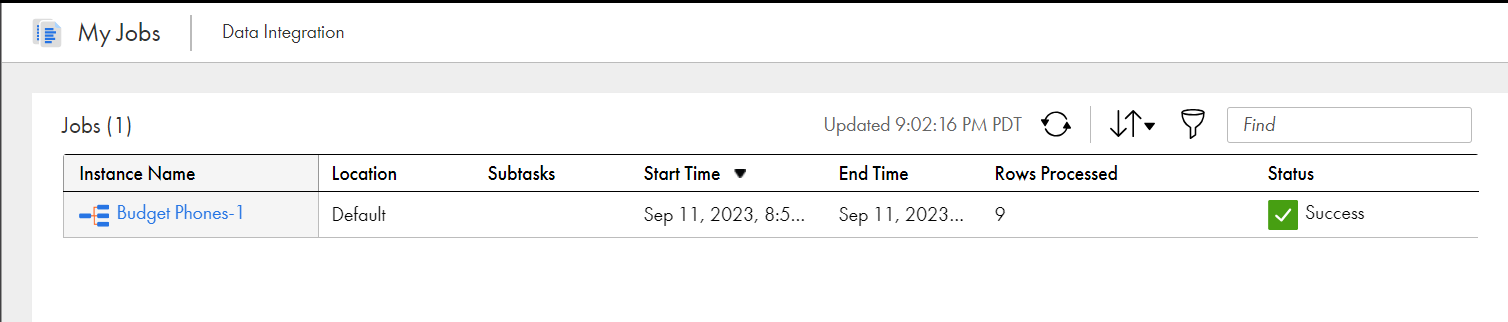 My Jobs Data Integration
Jobs (1) Updated 9:02:16 PM PDT Find
Instance Name Location Subtasks Start Time End Time Rows Processed Status
Budget Phones-1 Default Sep 11, 2023, 8:5... Sep 11, 2023... 9 Success